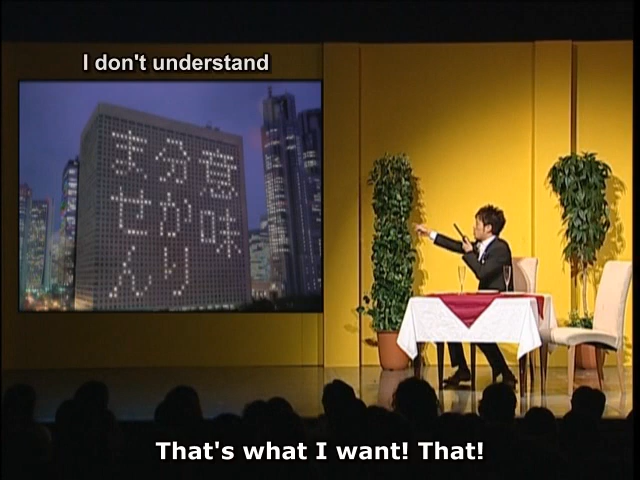 I don't understand
意味
分かり
ません
That's what I want! That!